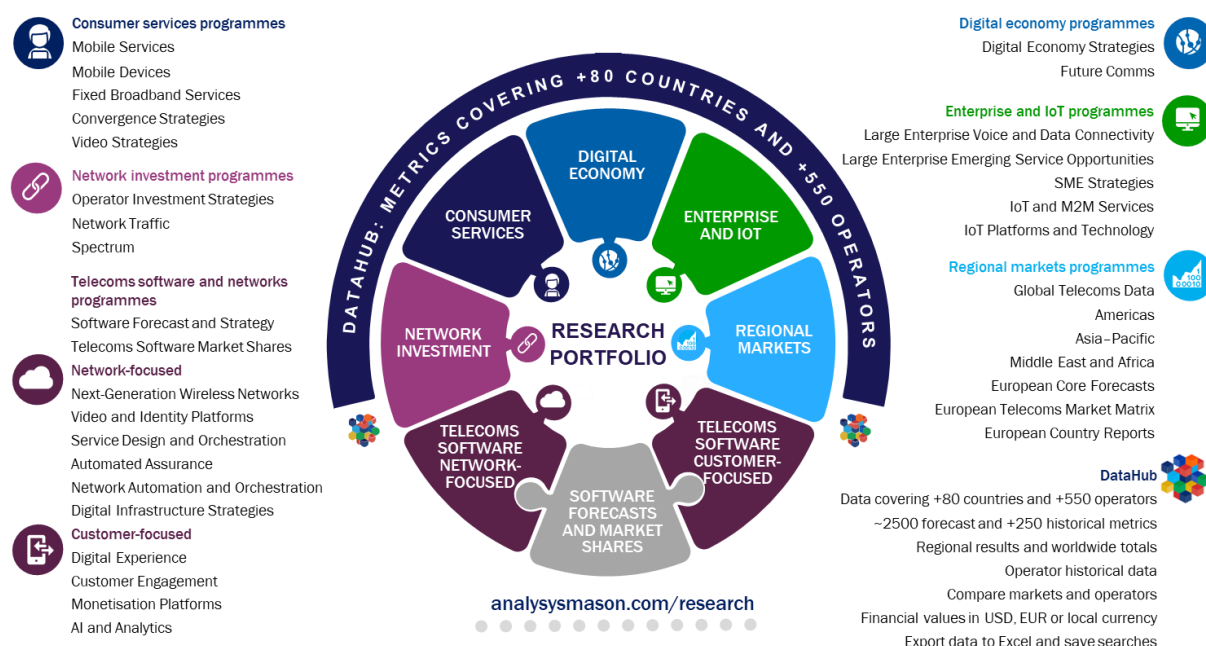 Consumer services programmes
Mobile Services
Mobile Devices
Fixed Broadband Services
Convergence Strategies
Video Strategies
Network investment programmes
Operator Investment Strategies
Network Traffic
Spectrum
Telecoms software and networks
programmes
Software Forecast and Strategy
Telecoms Software Market Shares
Network-focused
Next-Generation Wireless Networks
Video and Identity Platforms
Service Design and Orchestration
Automated Assurance
Network Automation and Orchestration
Digital Infrastructure Strategies
Customer-focused
Digital Experience
Customer Engagement
Monetisation Platforms
AI and Analytics
DATAHUB: METRICS COVERING +80 COUNTRIES AND +550 OPERATORS
DIGITAL
ECONOMY
CONSUMER
SERVICES
ENTERPRISE
AND IOT
NETWORK
INVESTMENT
RESEARCH
PORTFOLIO
REGIONAL
MARKETS
TELECOMS
SOFTWARE
NETWORK-
FOCUSED
SOFTWARE
FORECASTS
AND MARKET
SHARES
TELECOMS
SOFTWARE
CUSTOMER-
FOCUSED
analysysmason.com/research
Digital economy programmes
Digital Economy Strategies
Future Comms
Enterprise and IoT programmes
Large Enterprise Voice and Data Connectivity
Large Enterprise Emerging Service Opportunities
SME Strategies
IoT and M2M Services
IoT Platforms and Technology
Regional markets programmes
Global Telecoms Data
Americas
Asia–Pacific
Middle East and Africa
European Core Forecasts
European Telecoms Market Matrix
European Country Reports
DataHub
Data covering +80 countries and +550 operators
~2500 forecast and +250 historical metrics
Regional results and worldwide totals
Operator historical data
Compare markets and operators
Financial values in USD, EUR or local currency
Export data to Excel and save searches